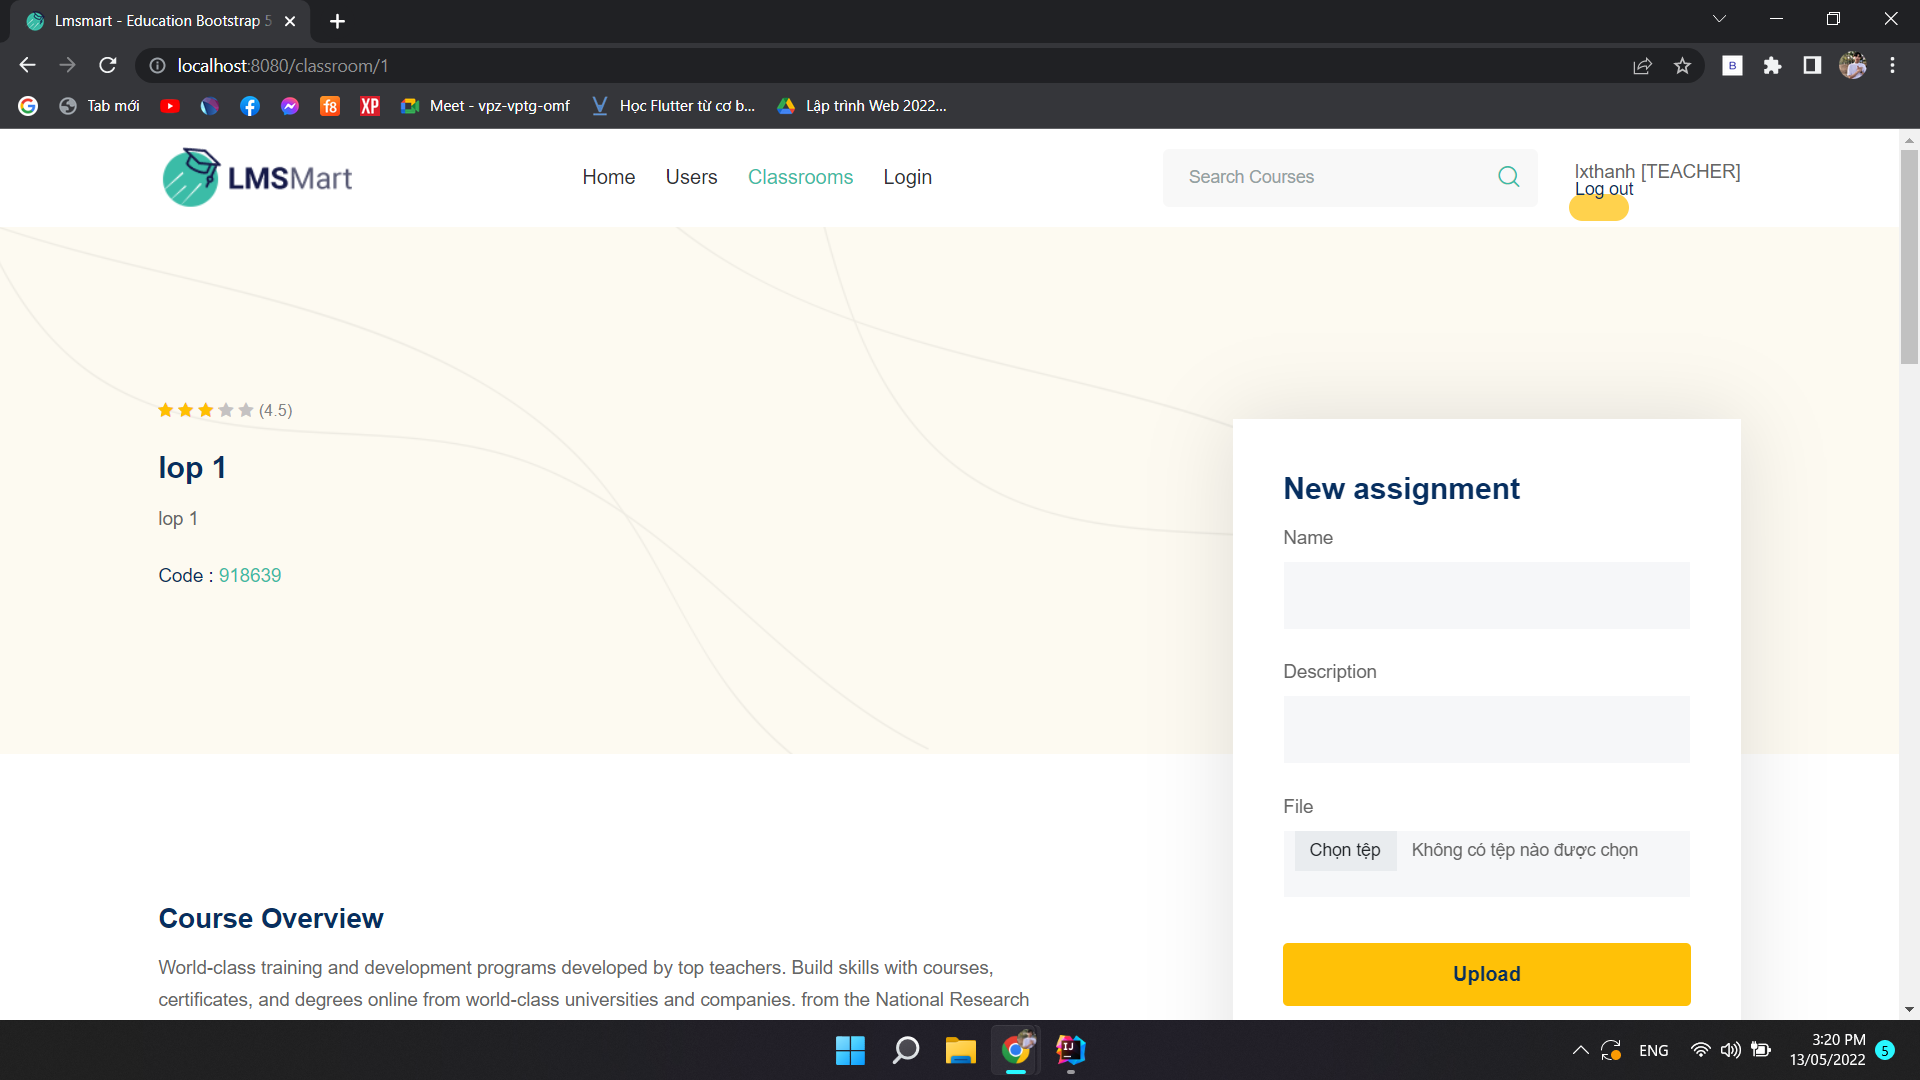 Lmsmart - Education Bootstrap 5
localhost:8080/classroom/1
Tab mới
f8
XP
Meet - vpz-vptg-omf
Học Flutter từ cơ b...
Lập trình Web 2022...
B
LMSMart
Home
Users
Classrooms
Login
Search Courses
lxthanh [TEACHER]
Log out
(4.5)
lop 1
lop 1
Code : 918639
New assignment
Name
Description
File
Chọn tệp Không có tệp nào được chọn
Upload
Course Overview
World-class training and development programs developed by top teachers. Build skills with courses,
certificates, and degrees online from world-class universities and companies. from the National Research
IJ
ENG
3:20 PM
13/05/2022
5